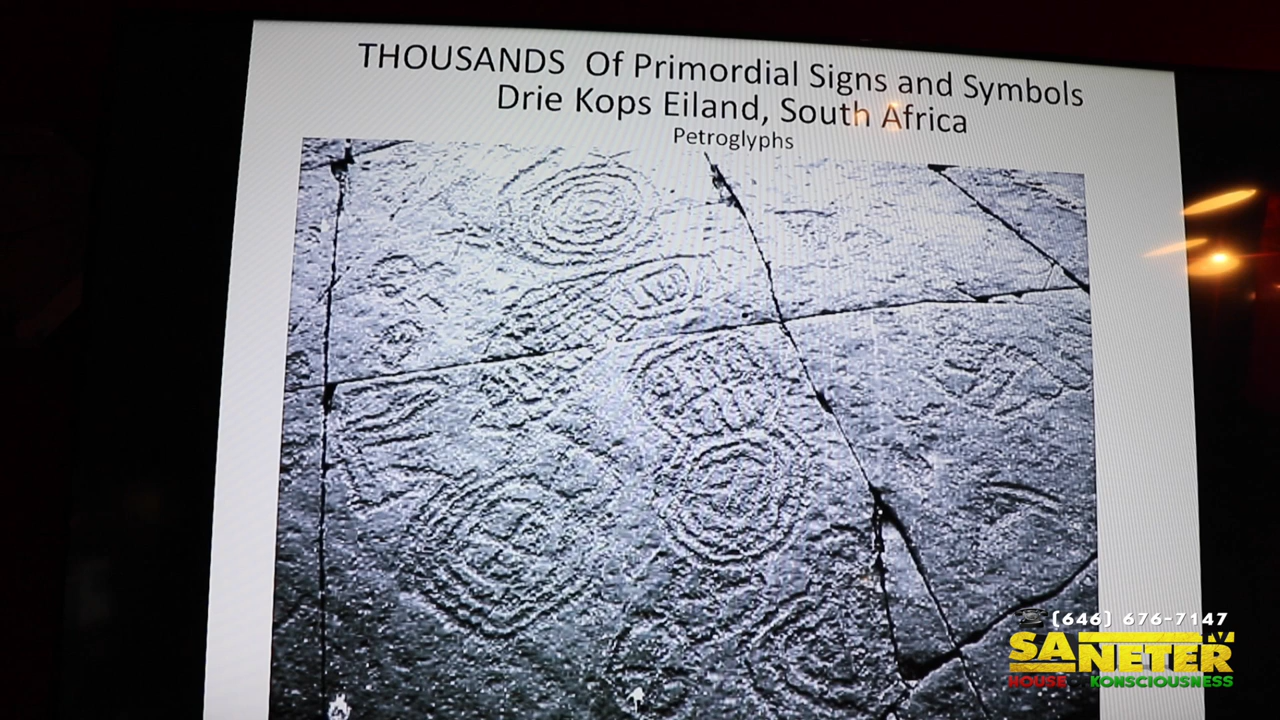 THOUSANDS Of Primordial Signs and Symbols
Drie Kops Eiland, South Africa
Petroglyphs
(646) 676-7147
SANETER TV
HOUSE KONSCIOUSNESS